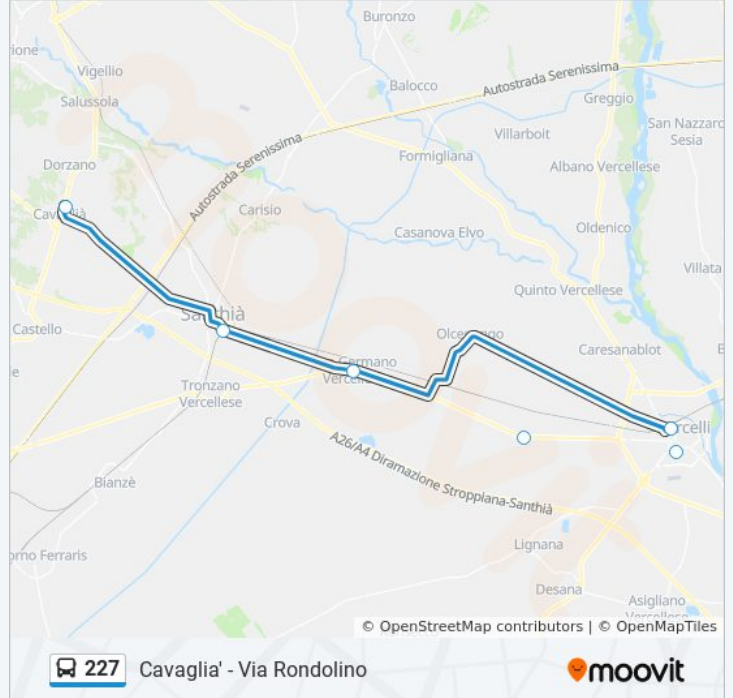 Buronzo
Vigellio
Balocco
Autostrada Serenissima
Salussola
Greggio
San Nazzaro
Sesia
Villarboit
Formigliana
Dorzano
Albano Vercellese
Autostrada Serenissima
Carisio
Oldenico
Casanova Elvo
Villata
Quinto Vercellese
Castello
Caresanablot
Tronzano
Vercellese
Crova
A26/A4 Diramazione Stroppiana-Santhià
Bianzè
Lignana
orno Ferraris
Desana
Asigliano
© OpenStreetMap contributors | © OpenMapTiles
227 Cavaglia' - Via Rondolino
moovit